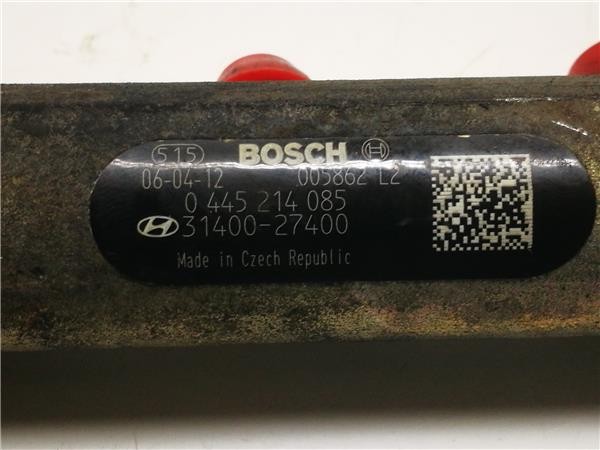 515 BOSCH
06-04-12 005862 L2
0 445 214 085
31400-27400
Made in Czech Republic